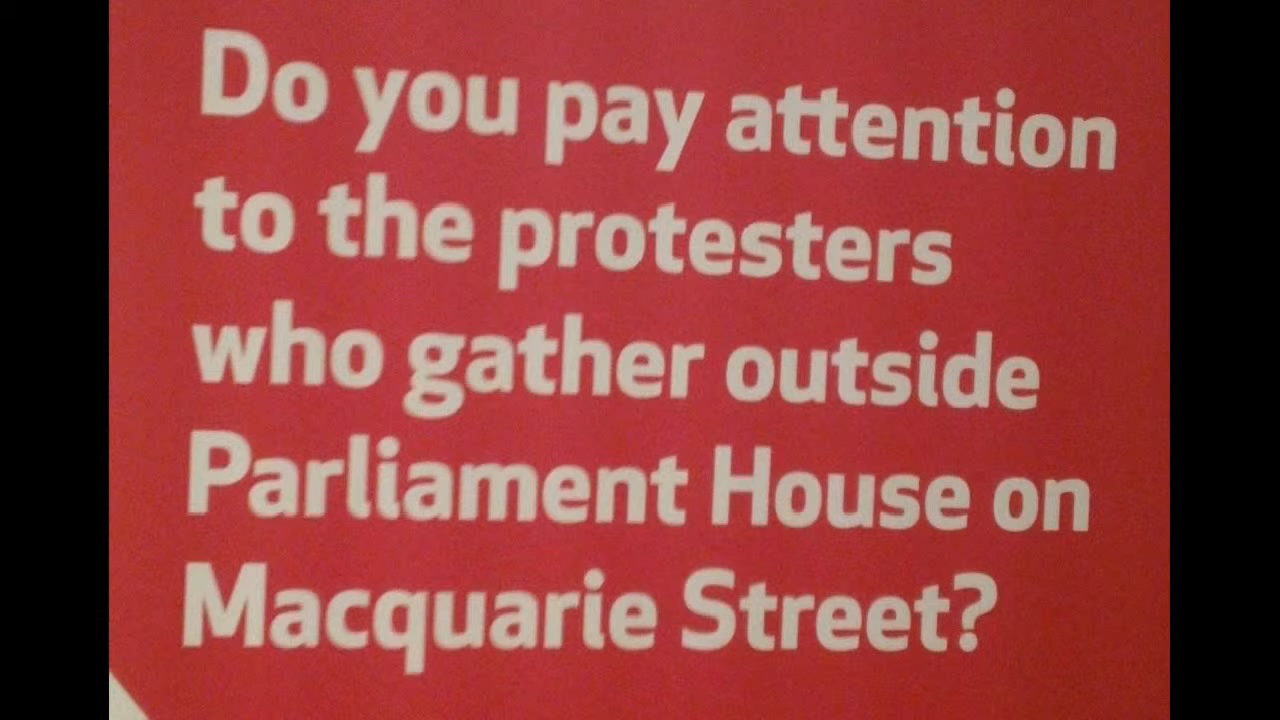 Do you pay attention
to the protesters
who gather outside
Parliament House on
Macquarie Street?